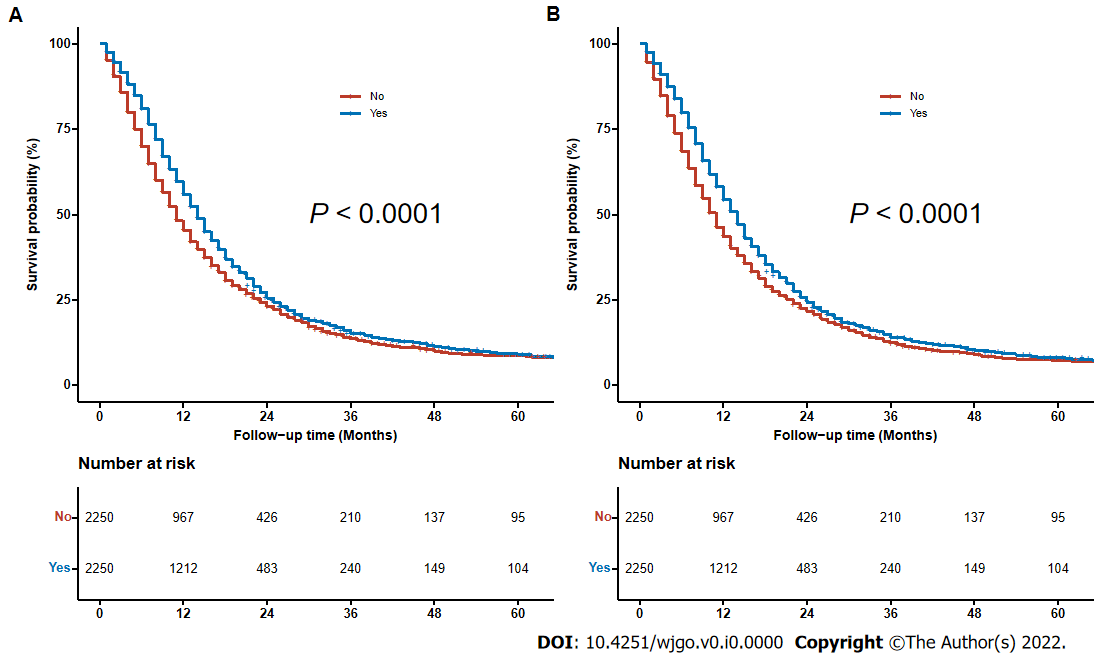 A
100
75
50
25
0
Survival probability (%)
No
Yes
P < 0.0001
0 12 24 36 48 60
Follow−up time (Months)
Number at risk
No 2250 967 426 210 137 95
Yes 2250 1212 483 240 149 104
0 12 24 36 48 60
B
100
75
50
25
0
Survival probability (%)
No
Yes
P < 0.0001
0 12 24 36 48 60
Follow−up time (Months)
Number at risk
No 2250 967 426 210 137 95
Yes 2250 1212 483 240 149 104
0 12 24 36 48 60
DOI: 10.4251/wjgo.v0.i0.0000 Copyright ©The Author(s) 2022.